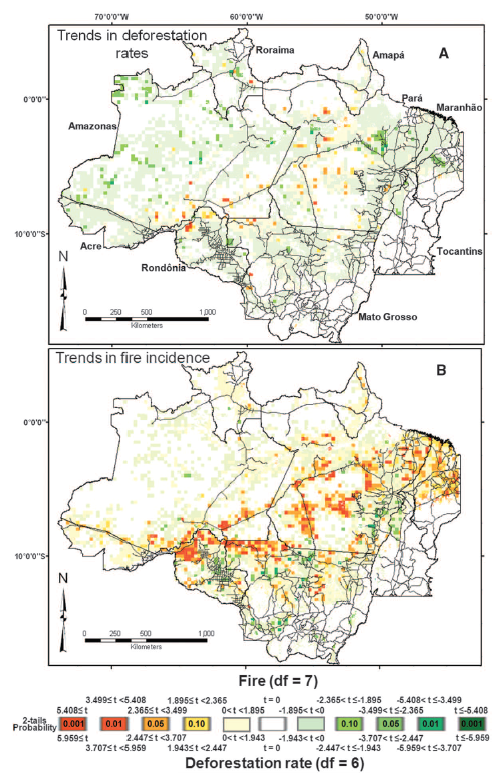 70°0'0"W 60°0'0"W 50°0'0"W
Trends in deforestation
rates
Roraima
Amapá
A
0°0'0"
Pará
Maranhão
Amazonas
10°0'0"S
Acre
N
Rondônia
Tocantins
Mato Grosso
0 250 500 1,000
Kilometers
Trends in fire incidence
B
0°0'0"
10°0'0"S
N
0 250 500 1,000
Kilometers
Fire (df = 7)
3.499≤t <5.408 1.895≤ t <2.365 t = 0 -2.365<t≤-1.895 -5.408<t≤-3.499
5.408≤ t 2.365≤t <3.499 0<t <1.895 -1.895<t <0 -3.499<t≤-2.365 t≤-5.408
2-tails
Probability
0.001 0.01 0.05 0.10 0.10 0.05 0.01 0.001
5.959≤ t 2.447≤t <3.707 0<t <1.943 -1.943<t <0 -3.707<t≤-2.447 t≤-5.959
3.707≤t <5.959 1.943≤t <2.447 t = 0 -2.447<t≤-1.943 -5.959<t≤-3.707
Deforestation rate (df = 6)